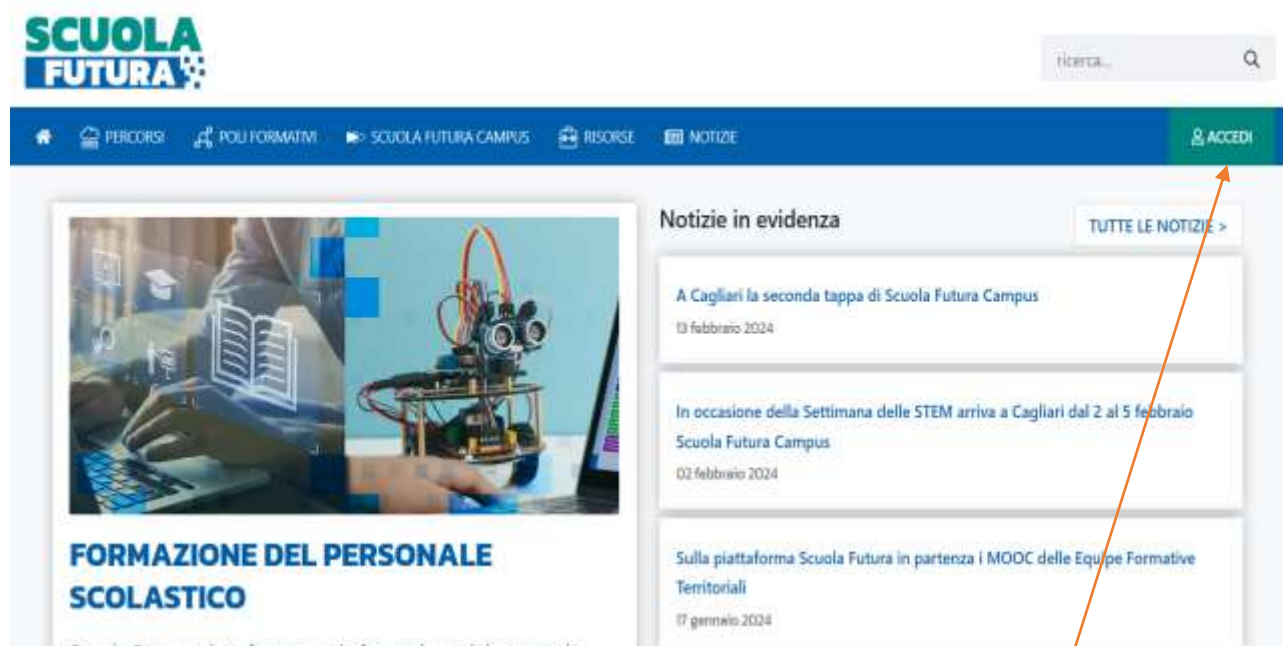 SCUOLA
FUTURA
ricerca...
PERCORSI
POLI FORMATIVI
SCUOLA FUTURA CAMPUS
RISORSE
NOTIZIE
ACCEDI
Notizie in evidenza
TUTTE LE NOTIZIE >
A Cagliari la seconda tappa di Scuola Futura Campus
13 febbraio 2024
In occasione della Settimana delle STEM arriva a Cagliari dal 2 al 5 febbraio
Scuola Futura Campus
02 febbraio 2024
Sulla piattaforma Scuola Futura in partenza i MOOC delle Equipe Formative
Territoriali
17 gennaio 2024
FORMAZIONE DEL PERSONALE
SCOLASTICO